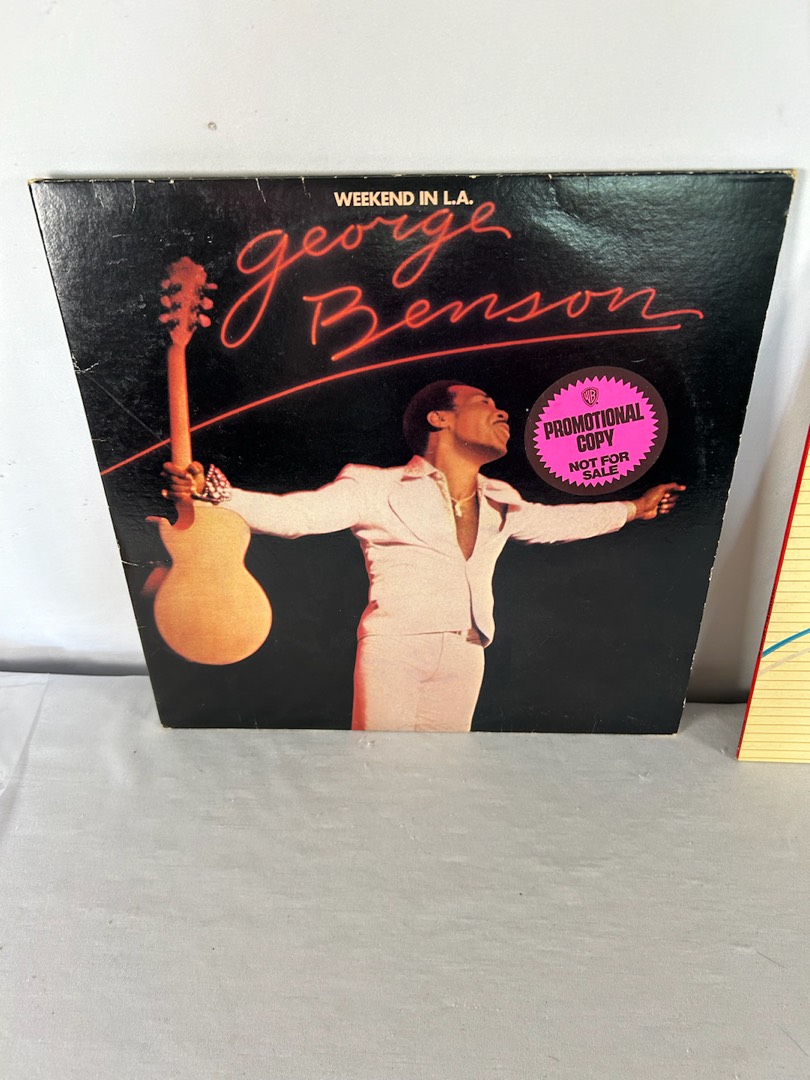 WEEKEND IN L.A.
george
Benson
WB
PROMOTIONAL
COPY
NOT FOR
SALE